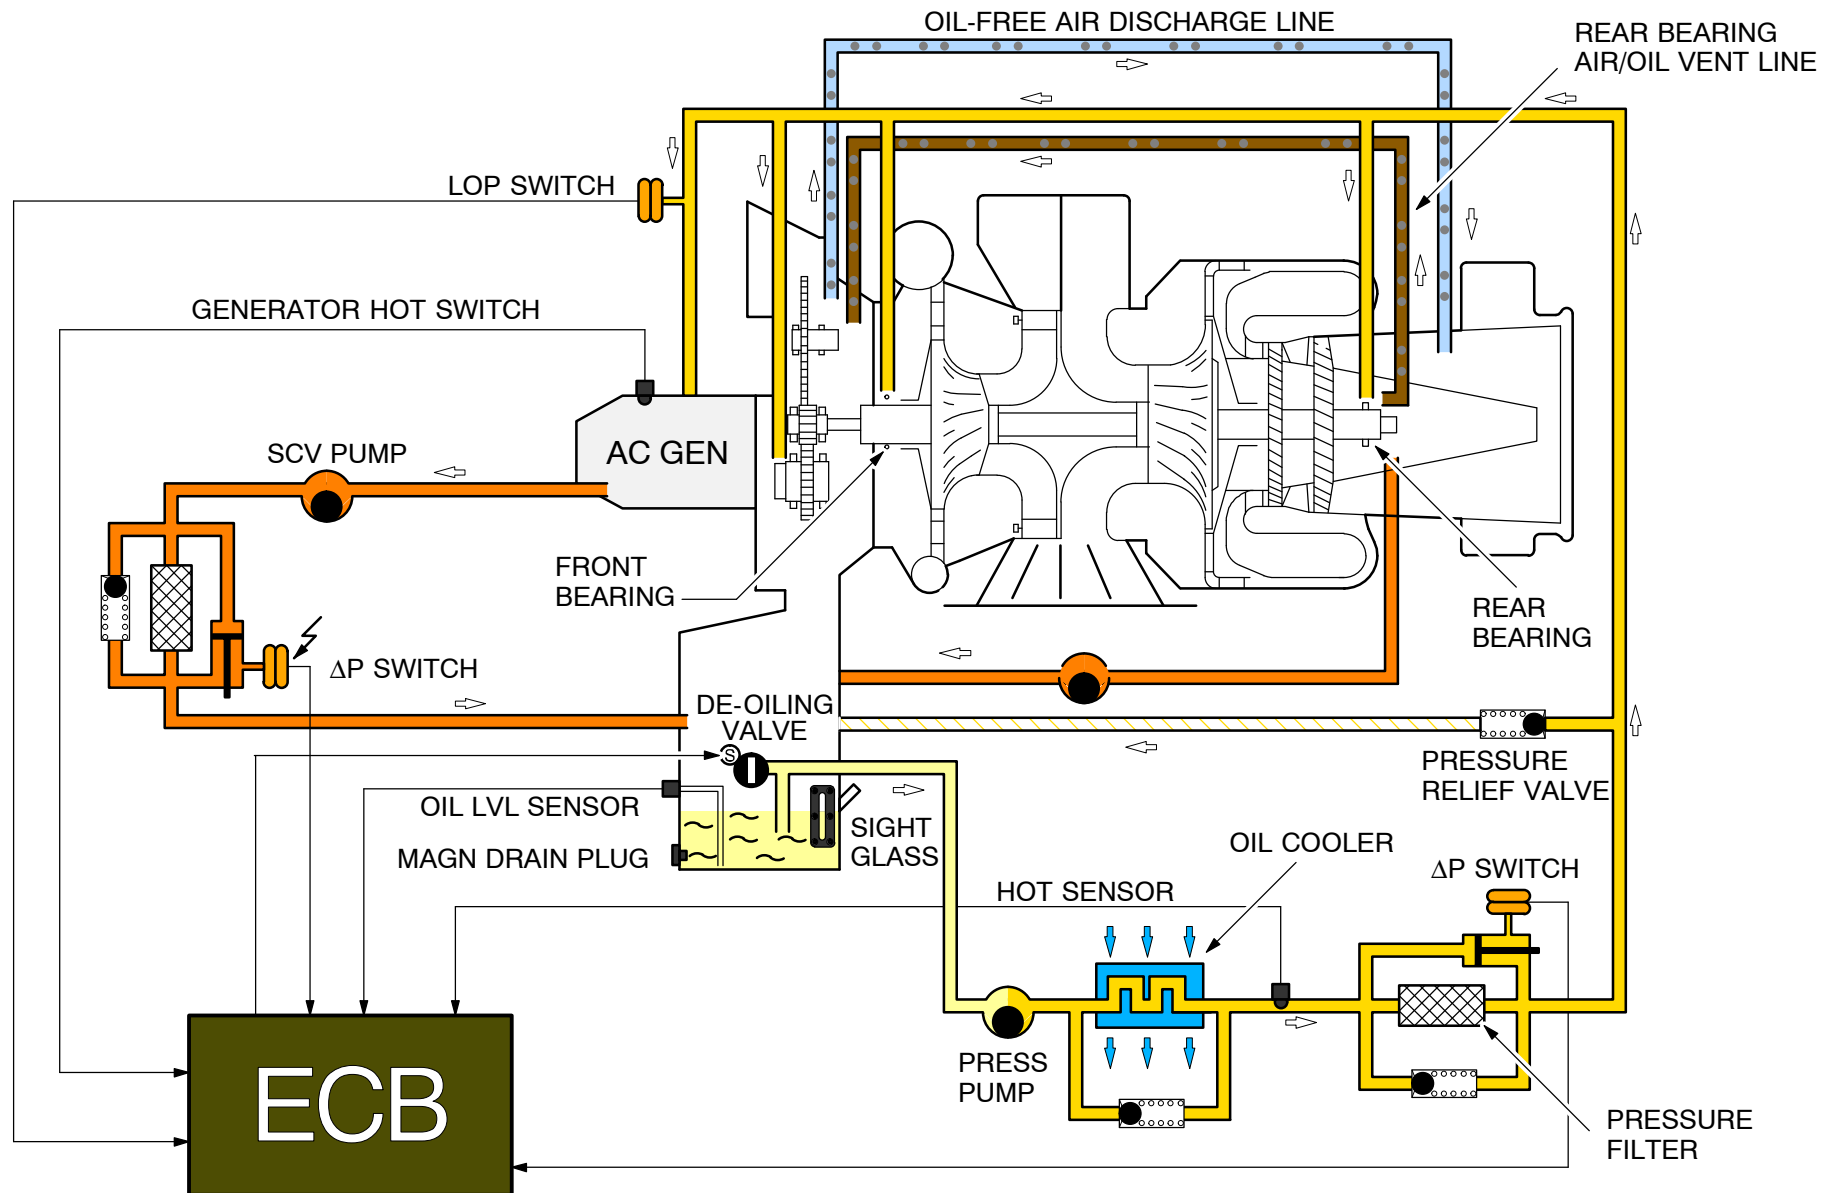 OIL-FREE AIR DISCHARGE LINE
REAR BEARING
AIR/OIL VENT LINE
LOP SWITCH
GENERATOR HOT SWITCH
AC GEN
SCV PUMP
FRONT
BEARING
REAR
BEARING
ΔP SWITCH
DE-OILING
VALVE
S
PRESSURE
RELIEF VALVE
OIL LVL SENSOR
SIGHT
GLASS
MAGN DRAIN PLUG
OIL COOLER
ΔP SWITCH
HOT SENSOR
PRESS
PUMP
ECB
PRESSURE
FILTER